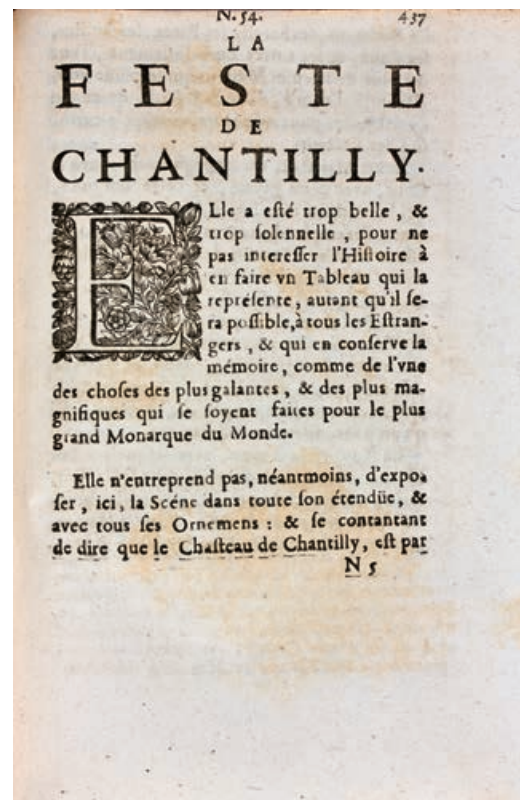 N. 54. 437
LA
FESTE
DE
CHANTILLY.
ELle a esté trop belle, &
trop solennelle, pour ne
pas interesser l'Histoire à
en faire vn Tableau qui la
représente, autant qu'il se-
ra possible, à tous les Estran-
gers, & qui en conserve la
mémoire, comme de l'vne
des choses des plus galantes, & des plus ma-
gnifiques qui se soyent faites pour le plus
grand Monarque du Monde.
Elle n'entreprend pas, néantmoins, d'expo-
ser, ici, la Scéne dans toute son étendüe, &
avec tous ses Ornemens : & se contantant
de dire que le Chasteau de Chantilly, est par
N 5